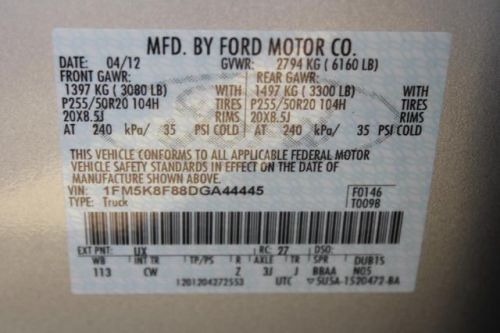 MFD. BY FORD MOTOR CO.
DATE: 04/12 GVWR: 2794 KG ( 6160 LB)
FRONT GAWR: REAR GAWR:
1397 KG ( 3080 LB) WITH 1497 KG ( 3300 LB) WITH
P255/50R20 104H TIRES P255/50R20 104H TIRES
20X8.5J RIMS 20X8.5J RIMS
AT 240 kPa/ 35 PSI COLD AT 240 kPa/ 35 PSI COLD
THIS VEHICLE CONFORMS TO ALL APPLICABLE FEDERAL MOTOR
VEHICLE SAFETY STANDARDS IN EFFECT ON THE DATE OF
MANUFACTURE SHOWN ABOVE.
VIN: 1FM5K8F88DGA44445 F0146
TYPE: Truck T0098
EXT PNT: UX RC: 27 DSO:
WB INT TR TP/PS R AXLE TR SPR DUB1S
113 CW Z 3J J BBAA N05
1201204272553 UTC 5U5A-1520472-BA